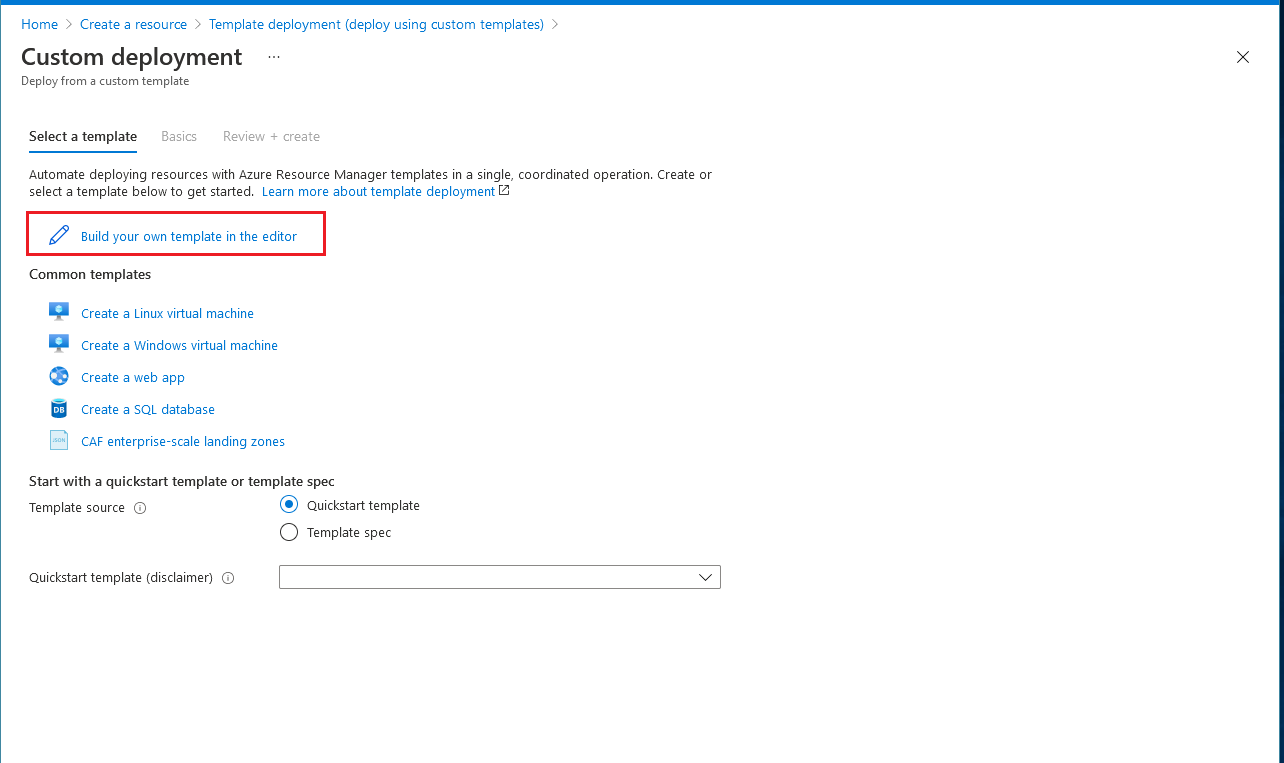 Home > Create a resource > Template deployment (deploy using custom templates) >
Custom deployment ...
Deploy from a custom template
Select a template Basics Review + create
Automate deploying resources with Azure Resource Manager templates in a single, coordinated operation. Create or
select a template below to get started. Learn more about template deployment
Build your own template in the editor
Common templates
Create a Linux virtual machine
Create a Windows virtual machine
Create a web app
DB Create a SQL database
JSON CAF enterprise-scale landing zones
Start with a quickstart template or template spec
Template source Quickstart template
Template spec
Quickstart template (disclaimer)